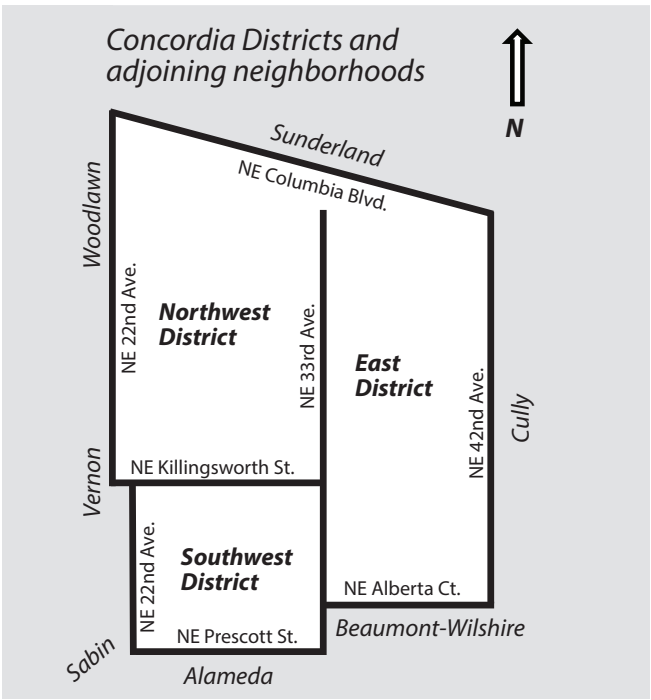 Concordia Districts and
adjoining neighborhoods
N
Sunderland
NE Columbia Blvd.
Woodlawn
NE 22nd Ave.
Northwest
District
NE 33rd Ave.
East
District
NE 42nd Ave.
Cully
Vernon
NE Killingsworth St.
NE 22nd Ave.
Southwest
District
NE Alberta Ct.
NE Prescott St.
Beaumont-Wilshire
Sabin
Alameda